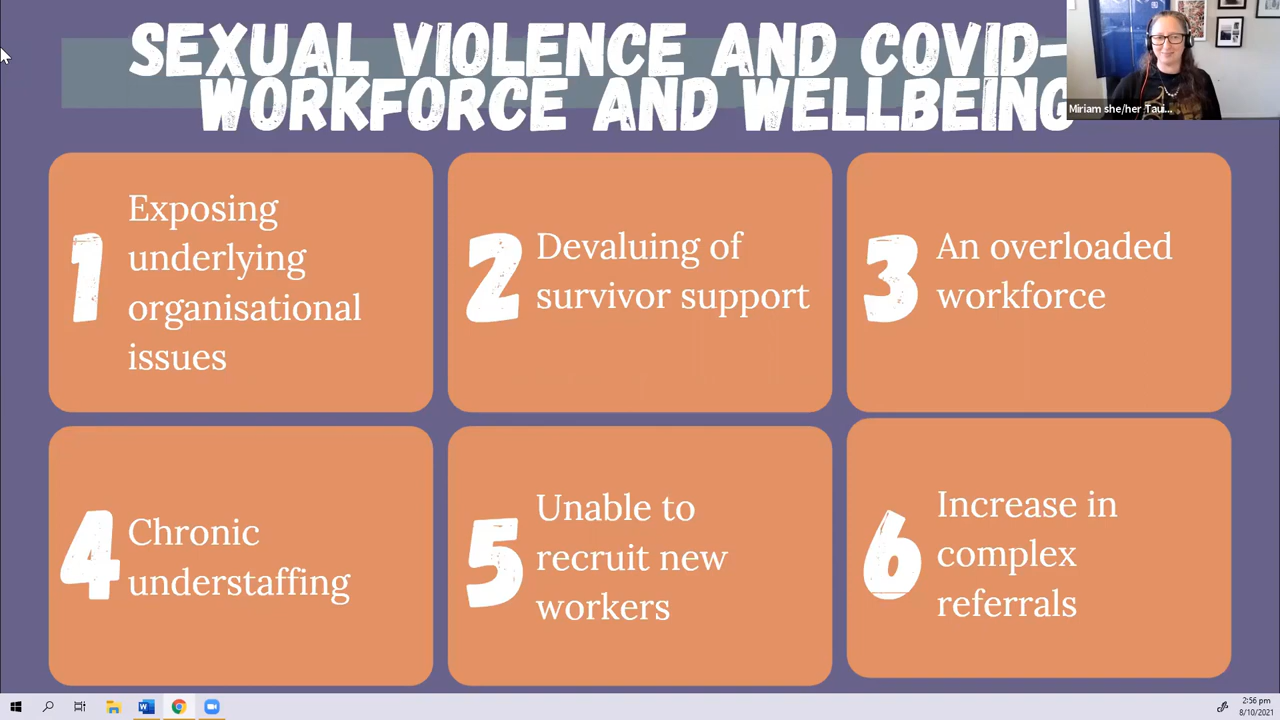 SEXUAL VIOLENCE AND COVID-
WORKFORCE AND WELLBEING
Miriam she/her Taui...
1
Exposing
underlying
organisational
issues
2
Devaluing of
survivor support
3
An overloaded
workforce
4
Chronic
understaffing
5
Unable to
recruit new
workers
6
Increase in
complex
referrals
2:56 pm
8/10/2021